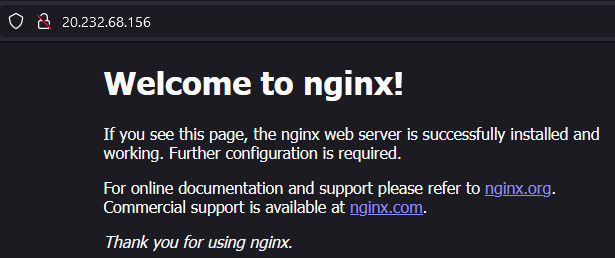 20.232.68.156
Welcome to nginx!
If you see this page, the nginx web server is successfully installed and
working. Further configuration is required.
For online documentation and support please refer to nginx.org.
Commercial support is available at nginx.com.
Thank you for using nginx.